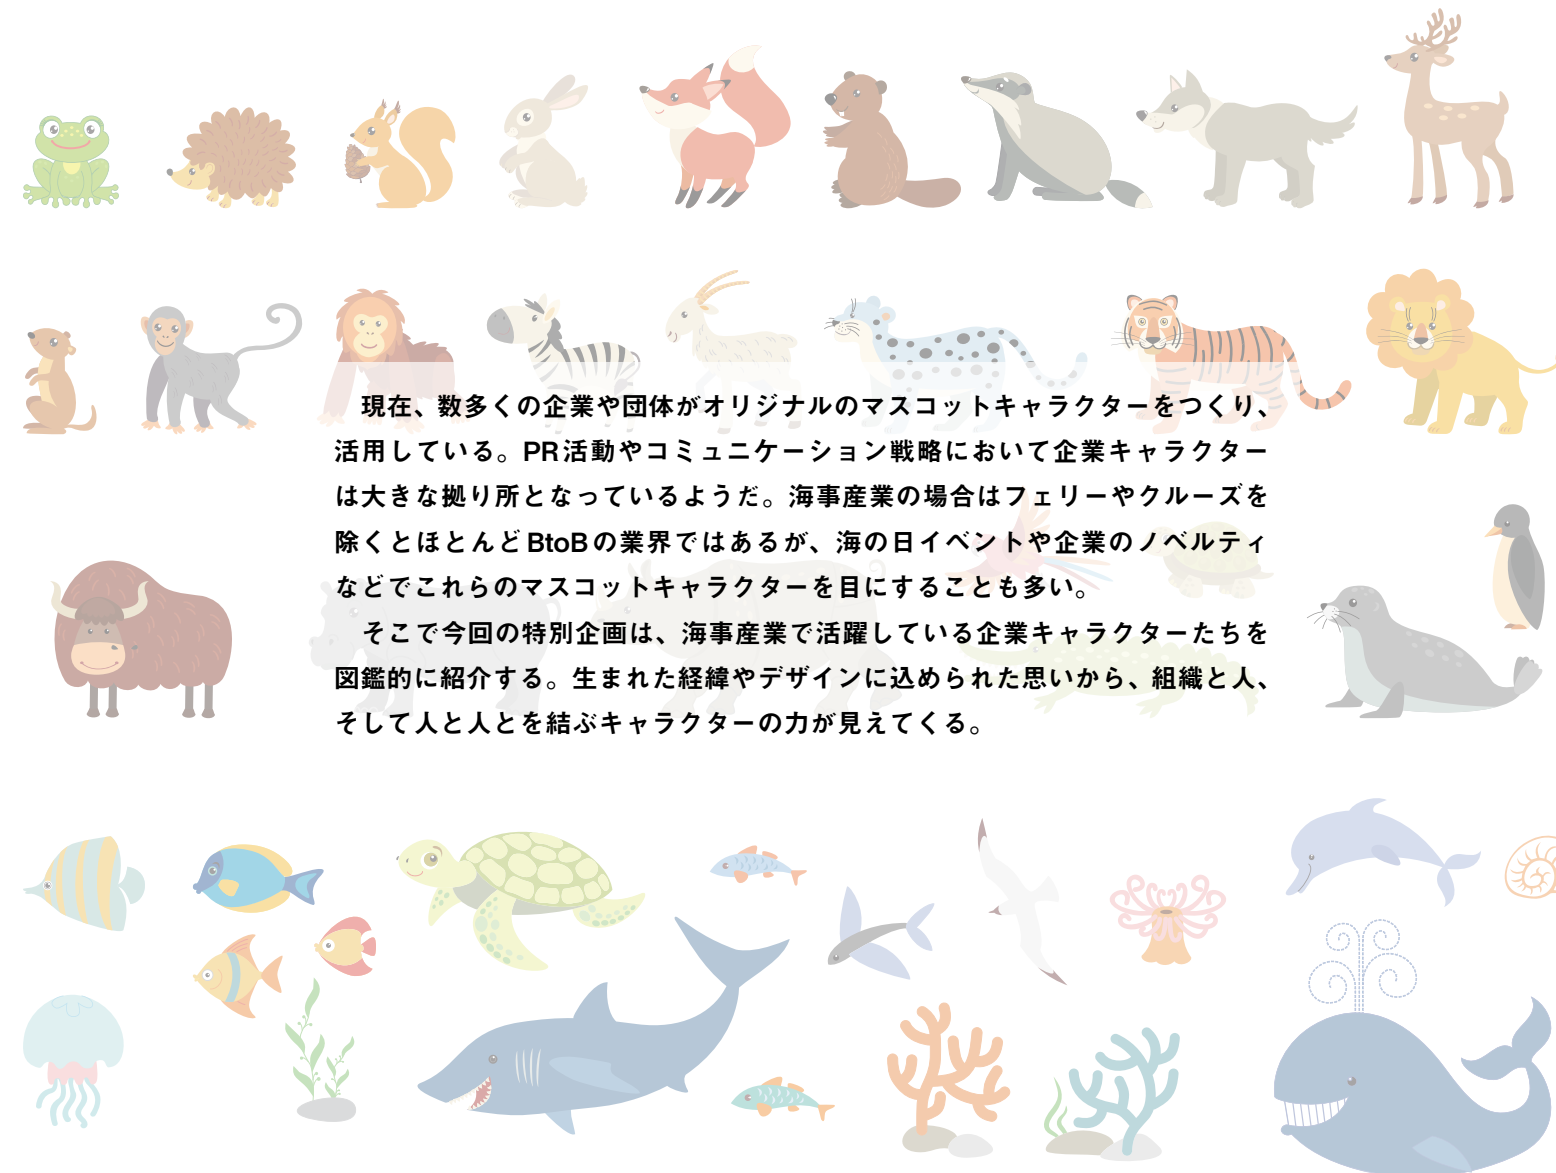 現在、数多くの企業や団体がオリジナルのマスコットキャラクターをつくり、
活用している。PR活動やコミュニケーション戦略において企業キャラクター
は大きな拠り所となっているようだ。海事産業の場合はフェリーやクルーズを
除くとほとんどBtoBの業界ではあるが、海の日イベントや企業のノベルティ
などでこれらのマスコットキャラクターを目にすることも多い。
そこで今回の特別企画は、海事産業で活躍している企業キャラクターたちを
図鑑的に紹介する。生まれた経緯やデザインに込められた思いから、組織と人、
そして人と人とを結ぶキャラクターの力が見えてくる。